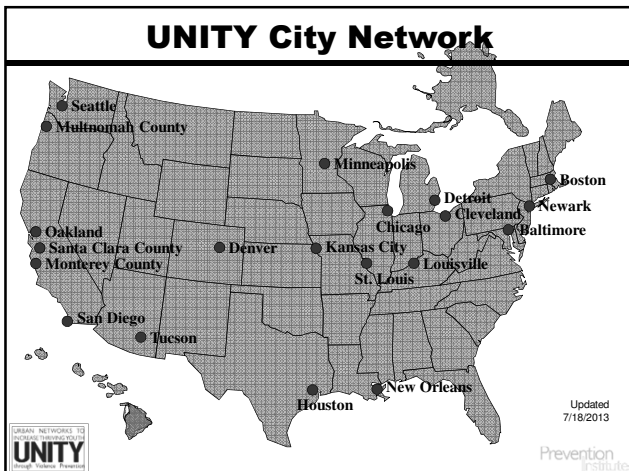 UNITY City Network
Seattle
Multnomah County
Minneapolis
Boston
Detroit
Newark
Chicago
Cleveland
Baltimore
Oakland
Santa Clara County
Denver
Kansas City
Monterey County
St. Louis
Louisville
San Diego
Tucson
New Orleans
Houston
Updated
7/18/2013
URBAN NETWORKS TO
INCREASE THRIVING YOUTH
UNITY
through Violence Prevention
Prevention
Institute